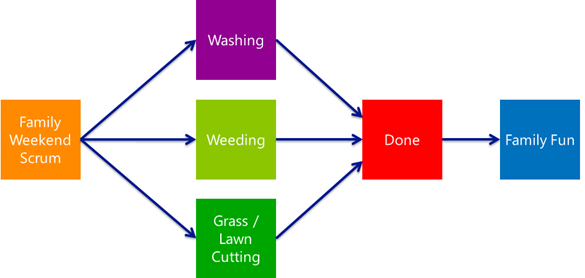 Washing
Family
Weekend
Scrum
Weeding
Done
Family Fun
Grass /
Lawn
Cutting